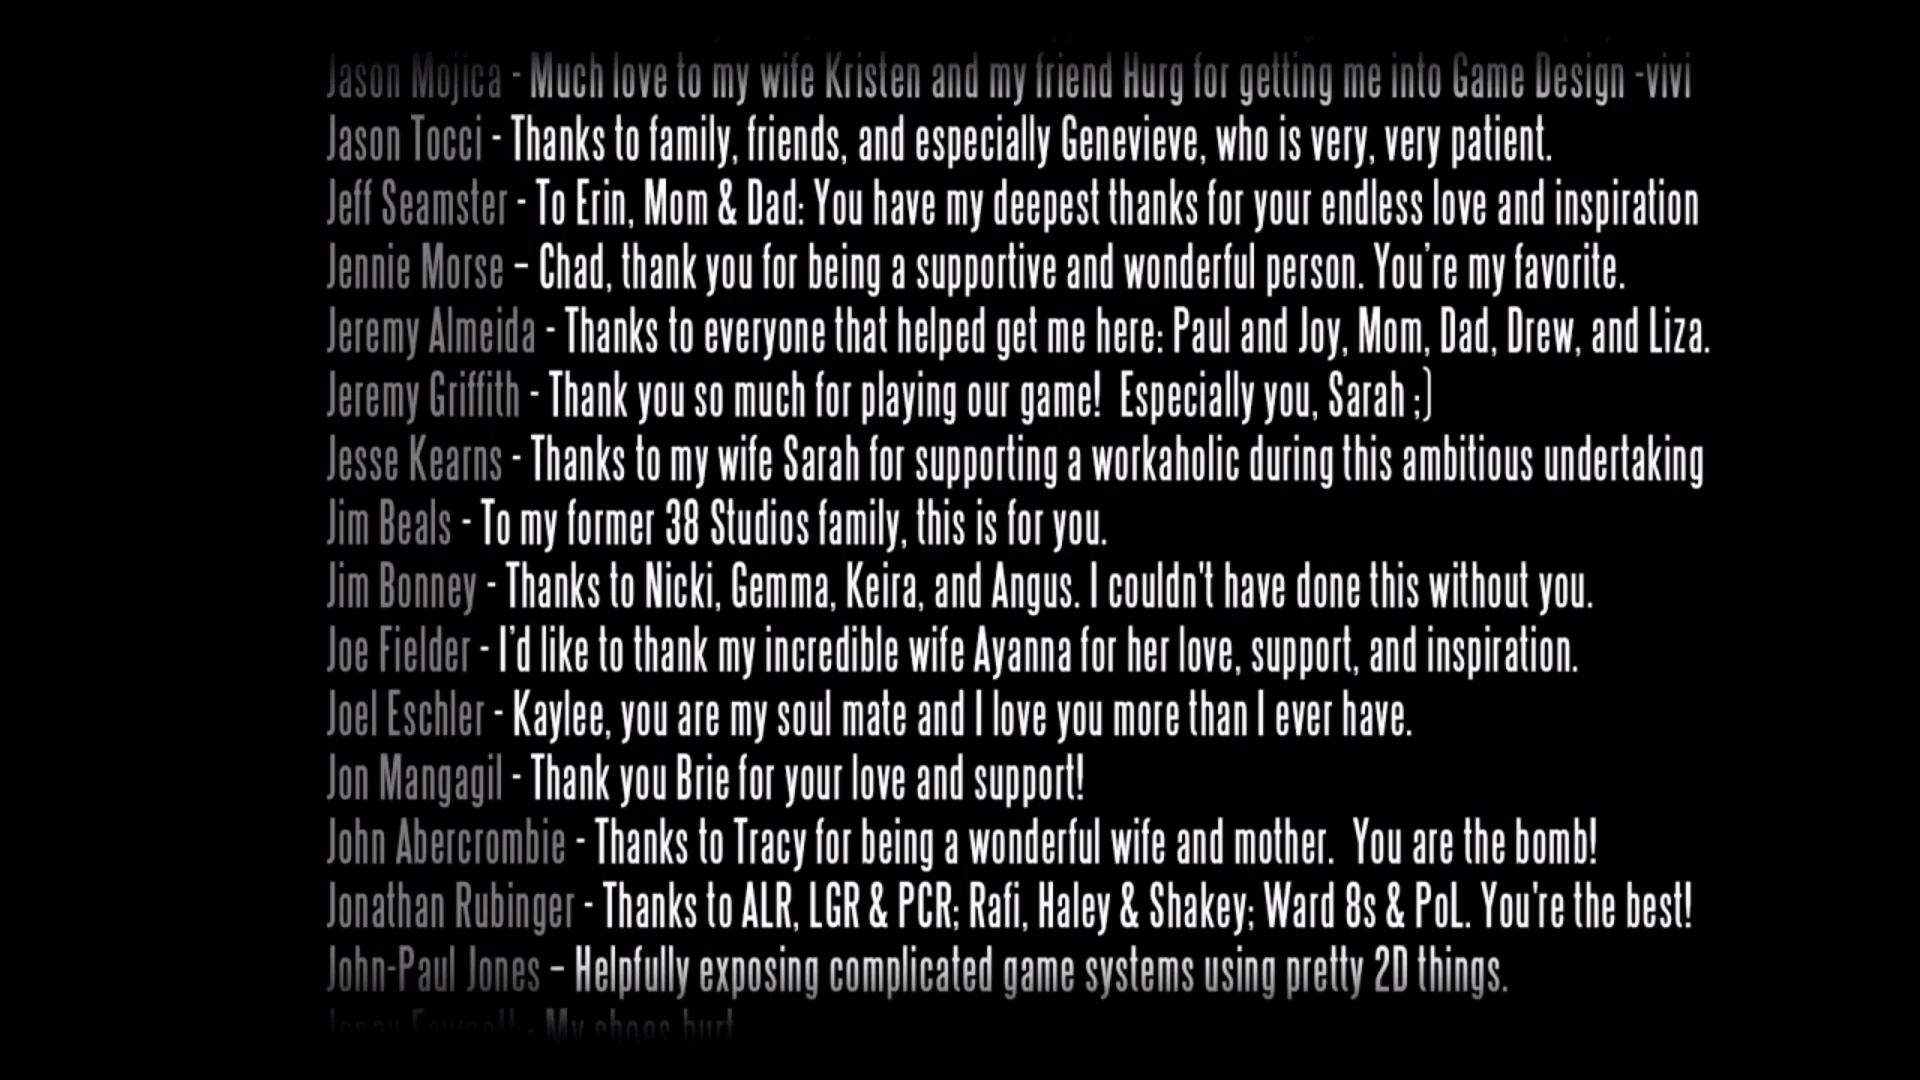 Jason Mojica - Much love to my wife Kristen and my friend Hurg for getting me into Game Design -vivi
Jason Tocci - Thanks to family, friends, and especially Genevieve, who is very, very patient.
Jeff Seamster - To Erin, Mom & Dad: You have my deepest thanks for your endless love and inspiration
Jennie Morse – Chad, thank you for being a supportive and wonderful person. You're my favorite.
Jeremy Almeida - Thanks to everyone that helped get me here: Paul and Joy, Mom, Dad, Drew, and Liza.
Jeremy Griffith - Thank you so much for playing our game!  Especially you, Sarah ;)
Jesse Kearns - Thanks to my wife Sarah for supporting a workaholic during this ambitious undertaking
Jim Beals - To my former 38 Studios family, this is for you.
Jim Bonney - Thanks to Nicki, Gemma, Keira, and Angus. I couldn't have done this without you.
Joe Fielder - I’d like to thank my incredible wife Ayanna for her love, support, and inspiration.
Joel Eschler - Kaylee, you are my soul mate and I love you more than I ever have.
Jon Mangagil - Thank you Brie for your love and support!
John Abercrombie - Thanks to Tracy for being a wonderful wife and mother.  You are the bomb!
Jonathan Rubinger - Thanks to ALR, LGR & PCR; Rafi, Haley & Shakey; Ward 8s & PoL. You're the best!
John-Paul Jones – Helpfully exposing complicated game systems using pretty 2D things.
- My shoes hurt